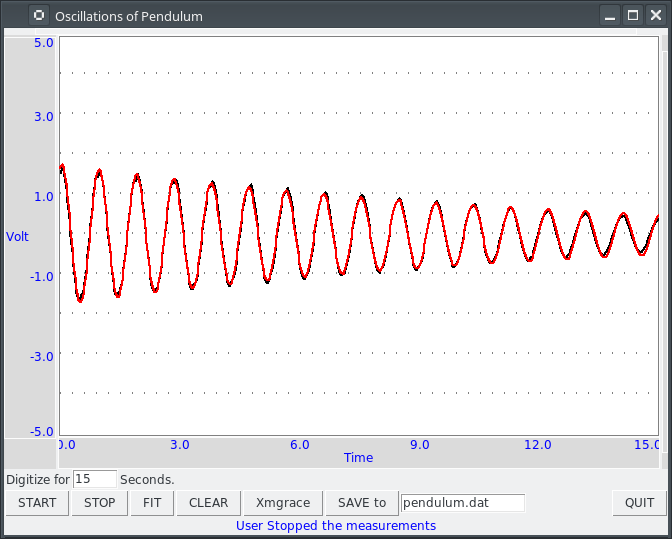 Oscillations of Pendulum
5.0
3.0
1.0
Volt
-1.0
-3.0
-5.0
0.0 3.0 6.0 9.0 12.0 15.0
Time
Digitize for 15 Seconds.
START STOP FIT CLEAR Xmgrace SAVE to pendulum.dat QUIT
User Stopped the measurements